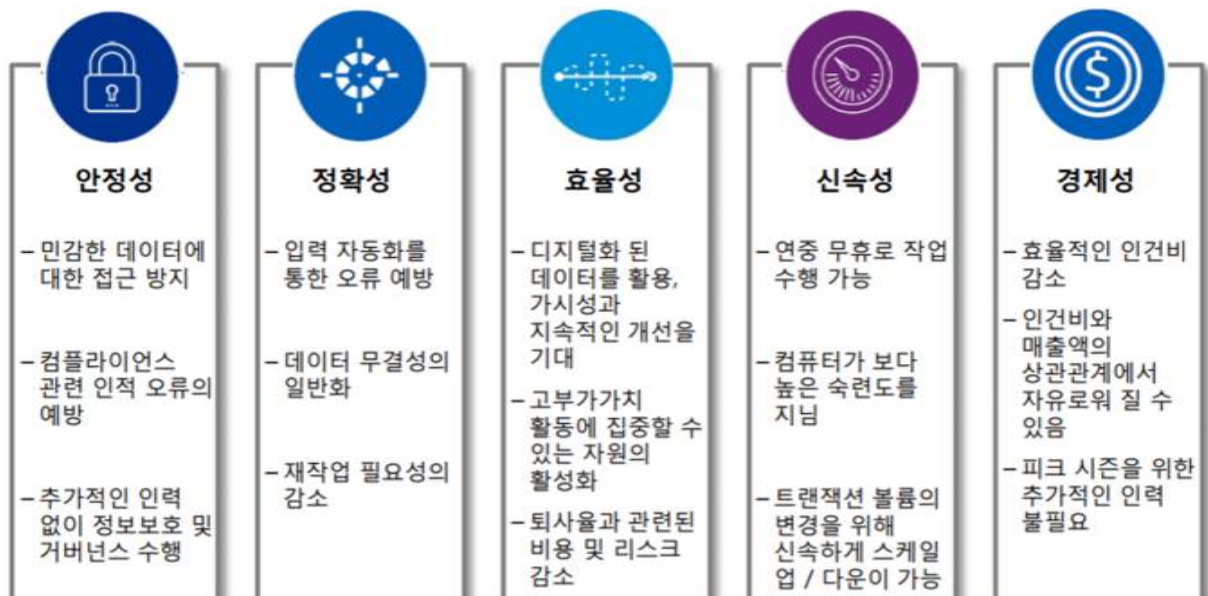 안정성
– 민감한 데이터에
대한 접근 방지
– 컴플라이언스
관련 인적 오류의
예방
– 추가적인 인력
없이 정보보호 및
거버넌스 수행
정확성
– 입력 자동화를
통한 오류 예방
– 데이터 무결성의
일반화
– 재작업 필요성의
감소
효율성
– 디지털화 된
데이터를 활용,
가시성과
지속적인 개선을
기대
– 고부가가치
활동에 집중할 수
있는 자원의
활성화
– 퇴사율과 관련된
비용 및 리스크
감소
신속성
– 연중 무휴로 작업
수행 가능
– 컴퓨터가 보다
높은 숙련도를
지님
– 트랜잭션 볼륨의
변경을 위해
신속하게 스케일
업 / 다운이 가능
$
경제성
– 효율적인 인건비
감소
– 인건비와
매출액의
상관관계에서
자유로워 질 수
있음
– 피크 시즌을 위한
추가적인 인력
불필요